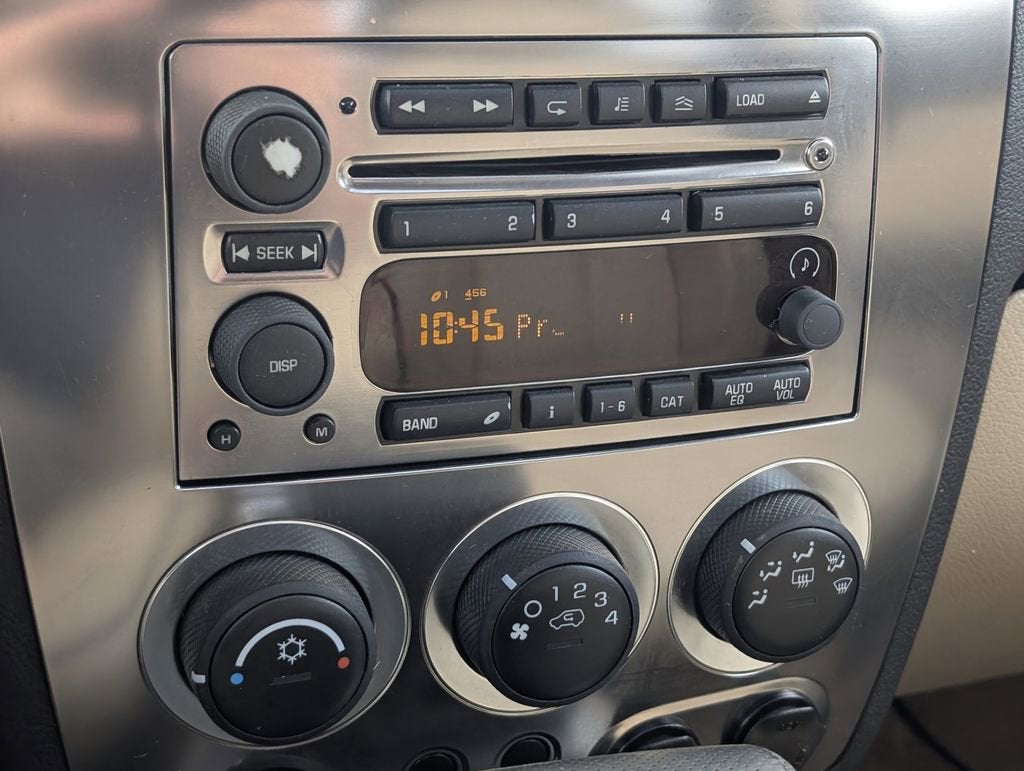 LOAD
1 2 3 4 5 6
SEEK
1 456
10:45 Pr
DISP
BAND i 1-6 CAT AUTO EQ AUTO VOL
H M
O 1 2 3 4